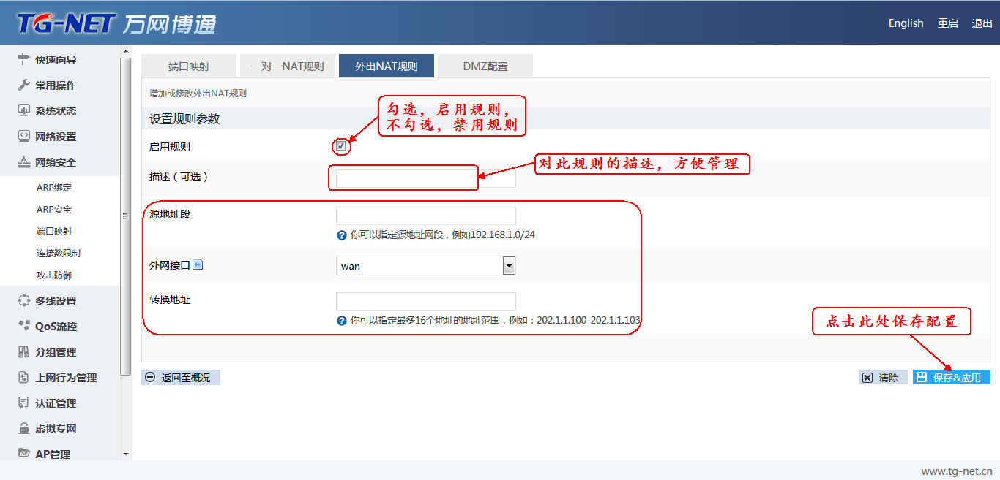 TG-NET 万网博通
English 重启 退出
快速向导
常用操作
系统状态
网络设置
网络安全
ARP绑定
ARP安全
端口映射
连接数限制
攻击防御
多线设置
QoS流控
分组管理
上网行为管理
认证管理
虚拟专网
AP管理
端口映射 一对一NAT规则 外出NAT规则 DMZ配置
增加或修改外出NAT规则
设置规则参数
勾选，启用规则，
不勾选，禁用规则
启用规则
对此规则的描述，方便管理
描述（可选）
源地址段
你可以指定源地址网段，例如192.168.1.0/24
外网接口
wan
转换地址
你可以指定最多16个地址的地址范围，例如：202.1.1.100-202.1.1.103
点击此处保存配置
返回至概况
清除 保存&应用
www.tg-net.cn